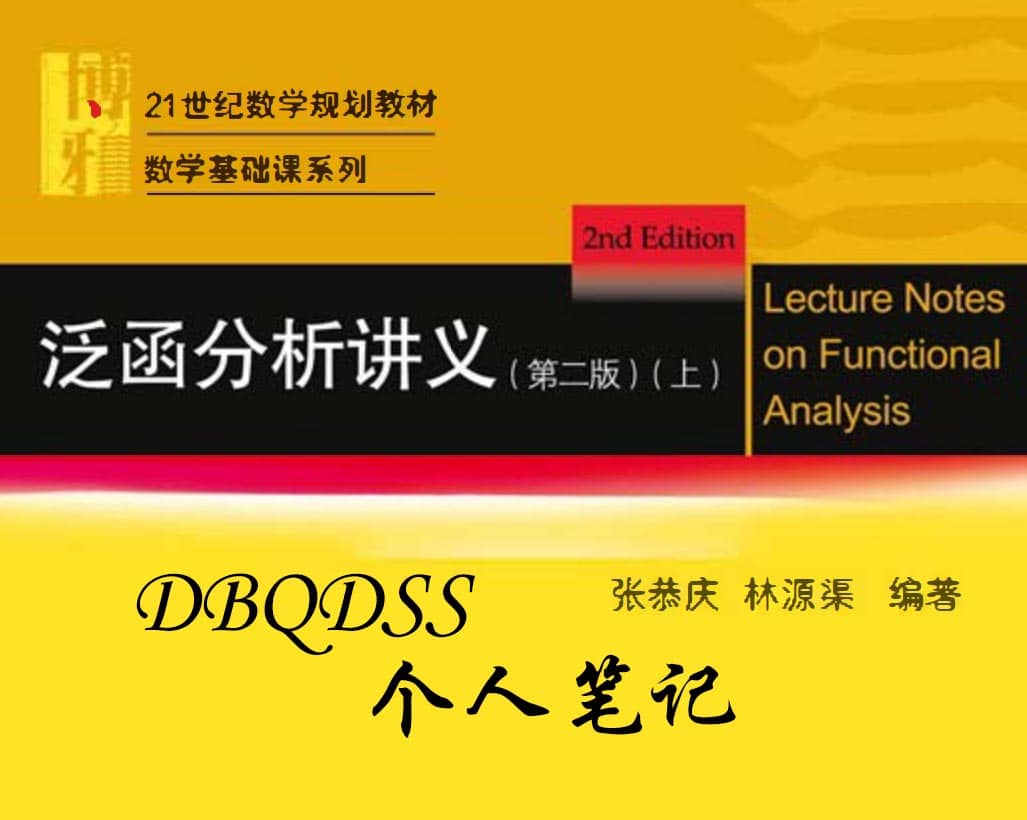 博雅
21世纪数学规划教材
数学基础课系列
2nd Edition
泛函分析讲义(第二版)(上)
Lecture Notes
on Functional
Analysis
DBQDSS
张恭庆 林源渠 编著
个人笔记